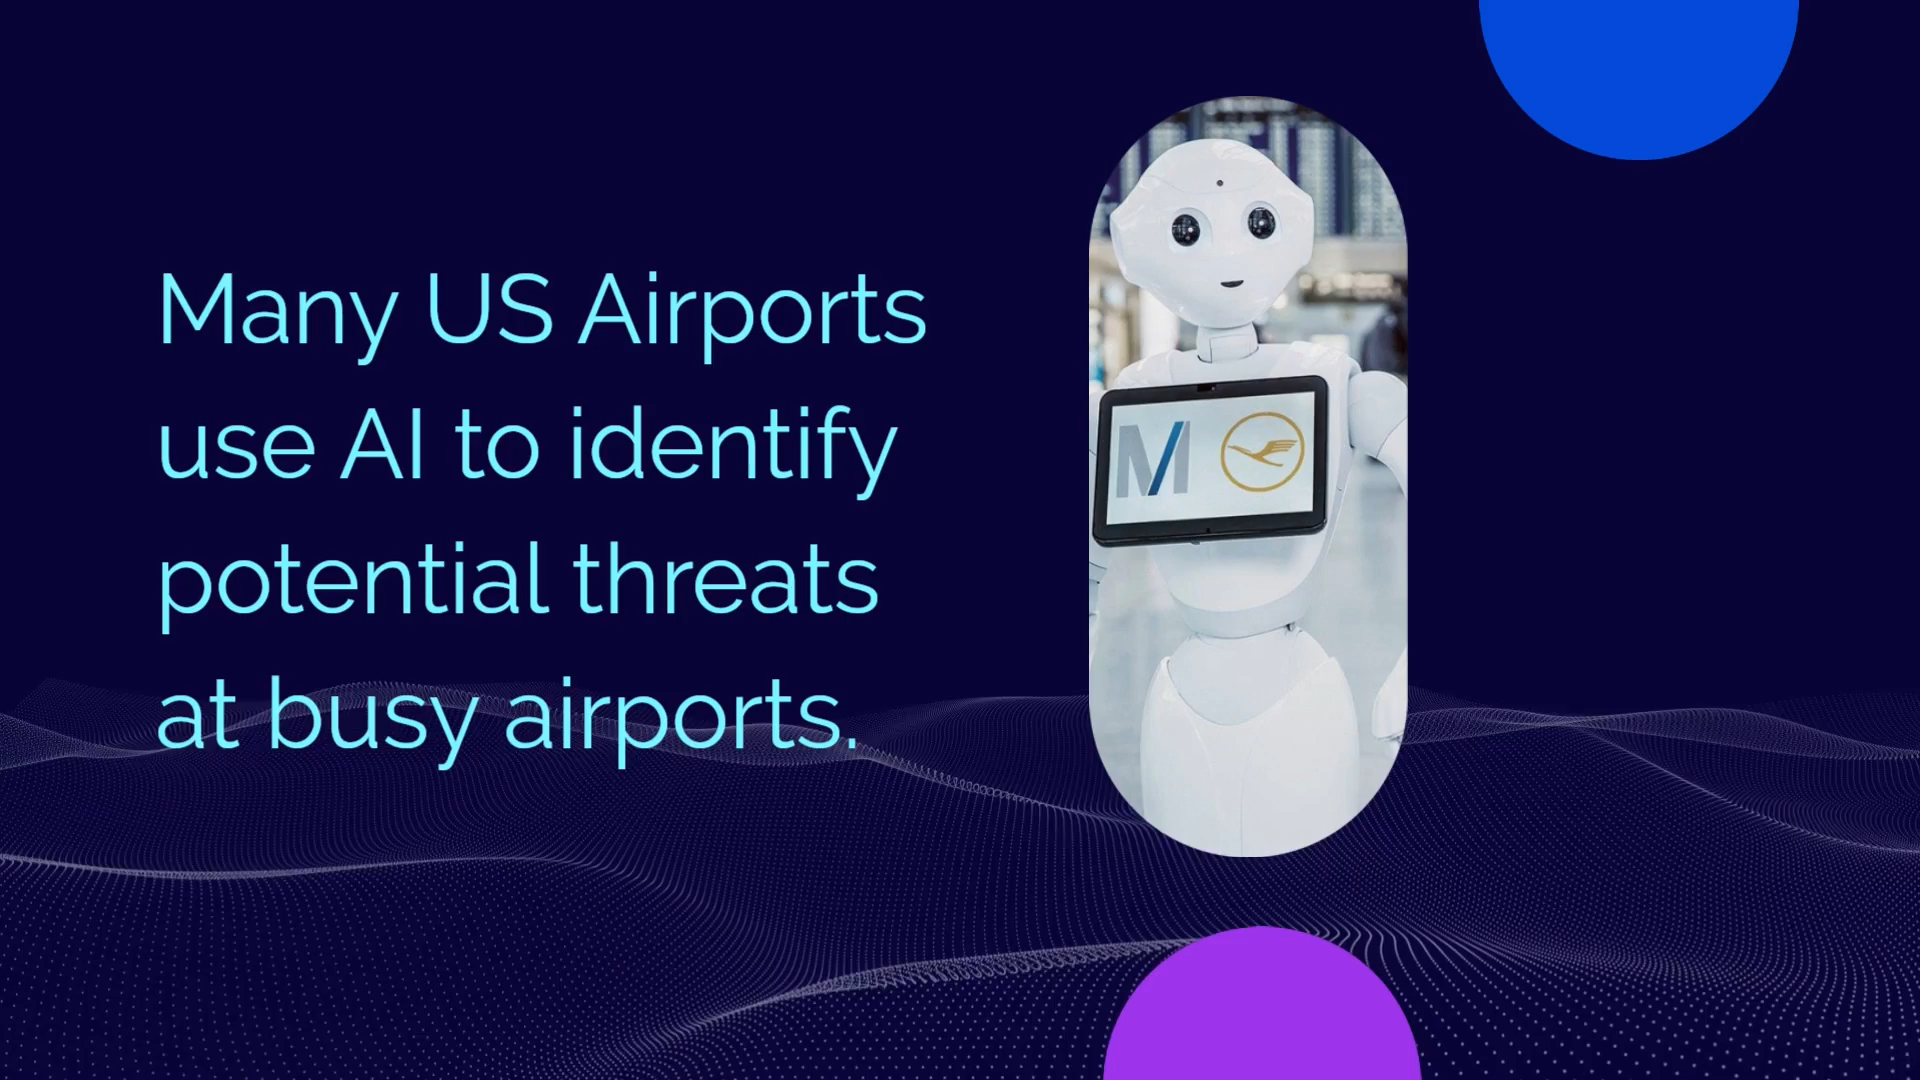 Many US Airports
use AI to identify
potential threats
at busy airports.
M